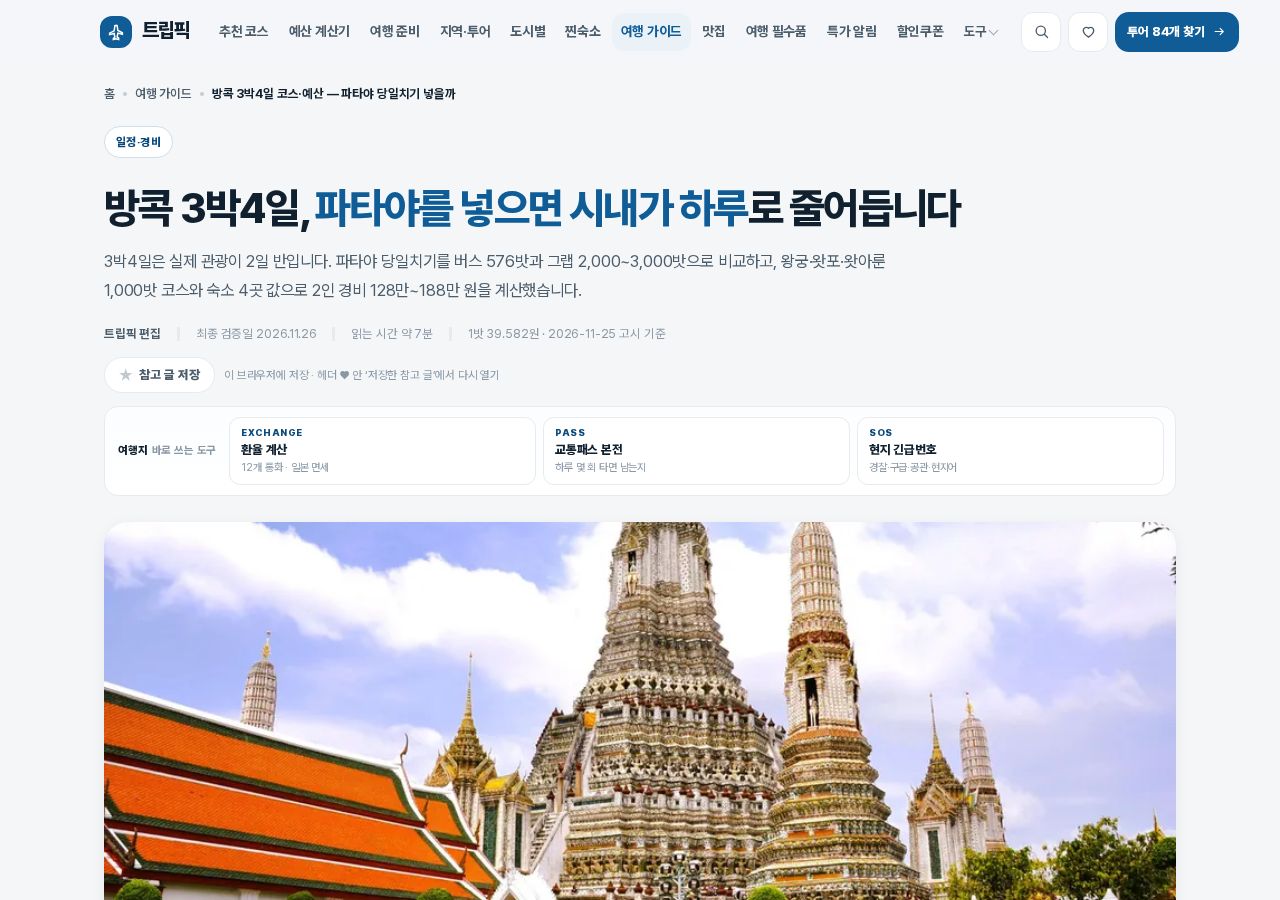 트립픽
추천 코스
예산 계산기
여행 준비
지역·투어
도시별
찐숙소
여행 가이드
맛집
여행 필수품
특가 알림
할인쿠폰
도구
투어 84개 찾기 →
홈 • 여행 가이드 • 방콕 3박4일 코스·예산 — 파타야 당일치기 넣을까
일정·경비
방콕 3박4일, 파타야를 넣으면 시내가 하루로 줄어듭니다
3박4일은 실제 관광이 2일 반입니다. 파타야 당일치기를 버스 576밧과 그랩 2,000~3,000밧으로 비교하고, 왕궁·왓포·왓아룬
1,000밧 코스와 숙소 4곳 값으로 2인 경비 128만~188만 원을 계산했습니다.
트립픽 편집 | 최종 검증일 2026.11.26 | 읽는 시간 약 7분 | 1밧 39.582원 · 2026-11-25 고시 기준
★ 참고 글 저장
이 브라우저에 저장 · 헤더 ♥ 안 ‘저장한 참고 글’에서 다시 열기
여행지 바로 쓰는 도구
EXCHANGE
환율 계산
12개 통화 · 일본 면세
PASS
교통패스 본전
하루 몇 회 타면 남는지
SOS
현지 긴급번호
경찰·구급·공관·현지어